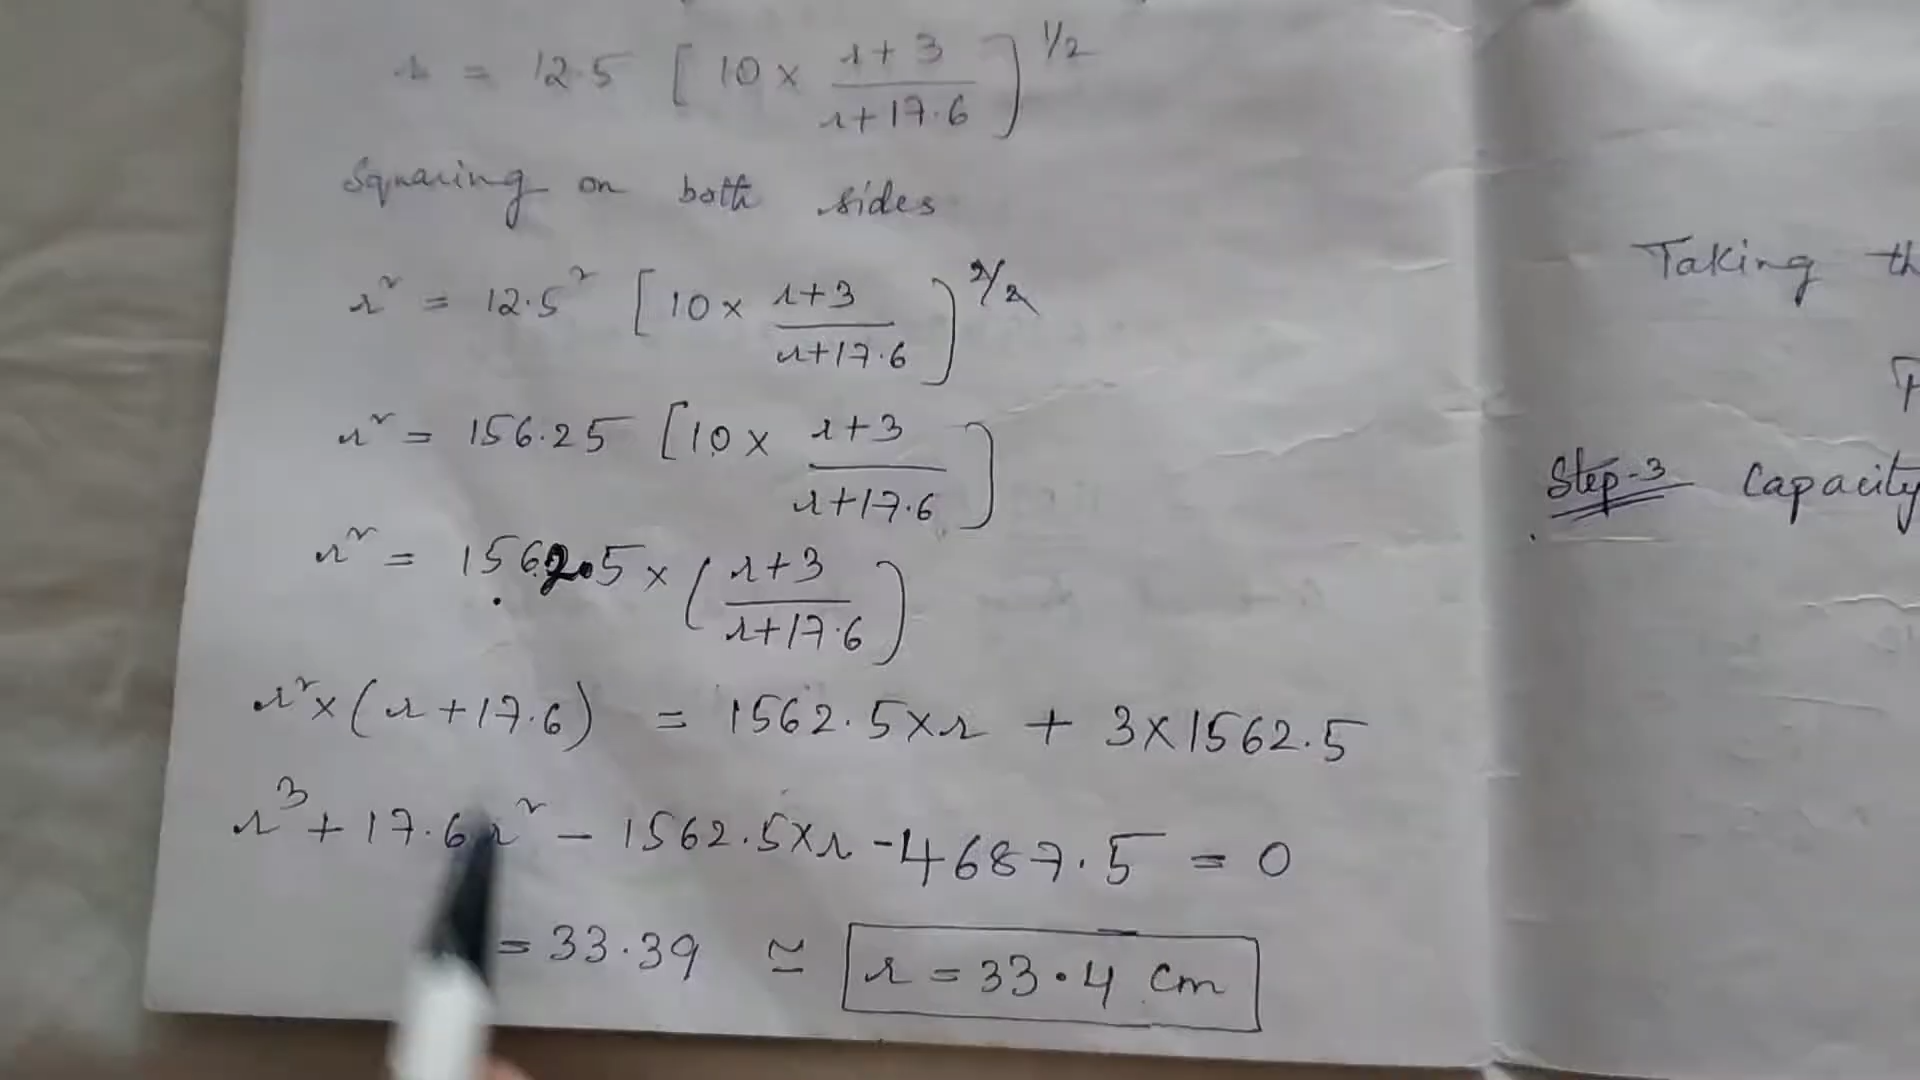 r = 12.5 [10 × (r+3)/(r+17.6)]^1/2
Squaring on both sides
r² = 12.5² [10 × (r+3)/(r+17.6)]^2/2
r² = 156.25 [10 × (r+3)/(r+17.6)]
r² = 1562.5 × ((r+3)/(r+17.6))
r² × (r+17.6) = 1562.5×r + 3×1562.5
r³ + 17.6r² − 1562.5×r − 4687.5 = 0
= 33.39 ≃ r = 33.4 cm
Taking
Step-3 Capacity